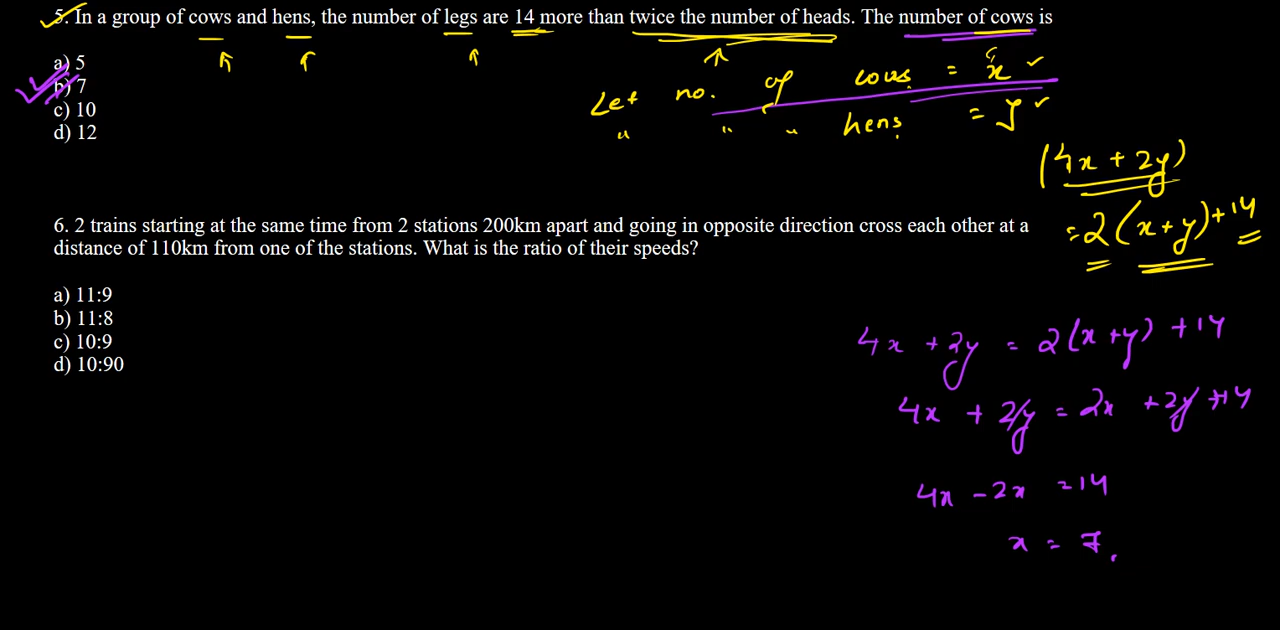 5. In a group of cows and hens, the number of legs are 14 more than twice the number of heads. The number of cows is
a) 5
b) 7
c) 10
d) 12
Let no. of cows = x
" " " hens = y
(4x + 2y)
= 2(x + y) + 14
6. 2 trains starting at the same time from 2 stations 200km apart and going in opposite direction cross each other at a
distance of 110km from one of the stations. What is the ratio of their speeds?
a) 11:9
b) 11:8
c) 10:9
d) 10:90
4x + 2y = 2(x + y) + 14
4x + 2y = 2x + 2y + 14
4x - 2x = 14
x = 7.